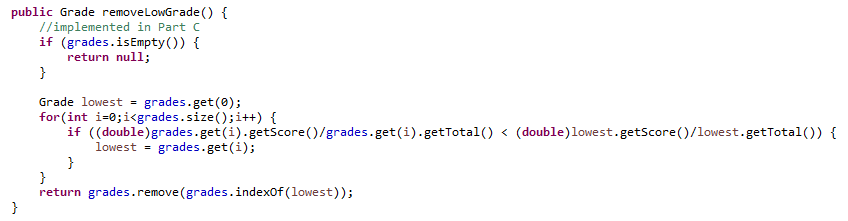 public Grade removeLowGrade() {
    //implemented in Part C
    if (grades.isEmpty()) {
        return null;
    }

    Grade lowest = grades.get(0);
    for(int i=0;i<grades.size();i++) {
        if ((double)grades.get(i).getScore()/grades.get(i).getTotal() < (double)lowest.getScore()/lowest.getTotal()) {
            lowest = grades.get(i);
        }
    }
    return grades.remove(grades.indexOf(lowest));
}